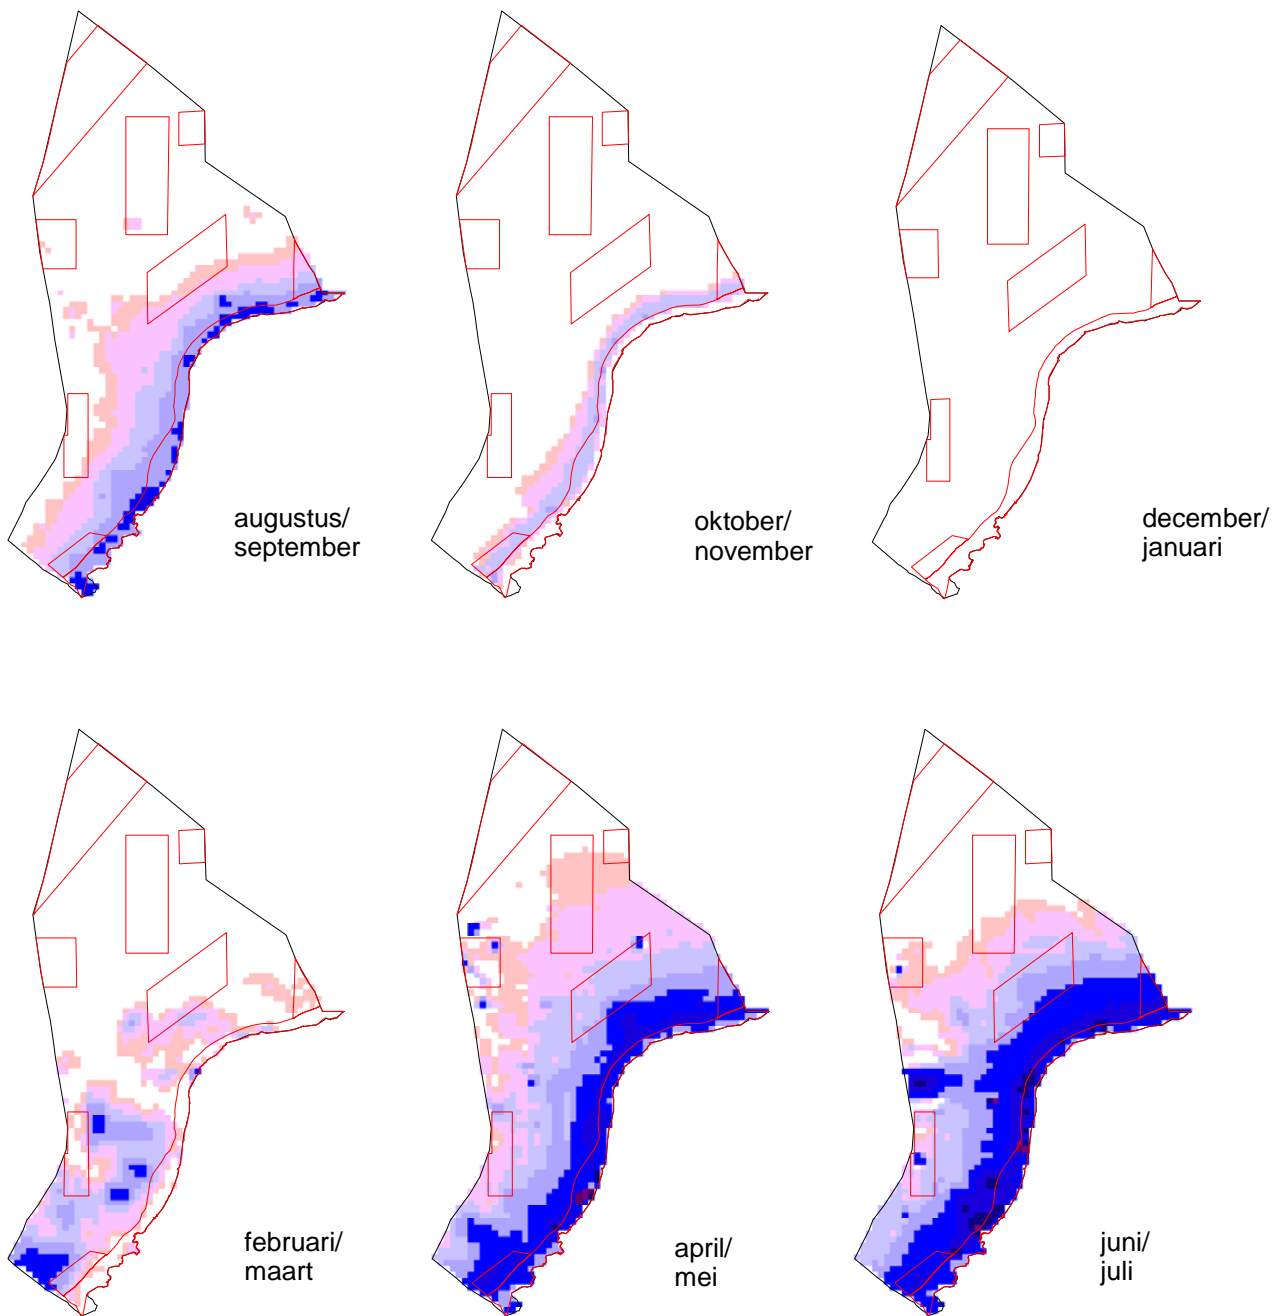 augustus/
september
oktober/
november
december/
januari
februari/
maart
april/
mei
juni/
juli